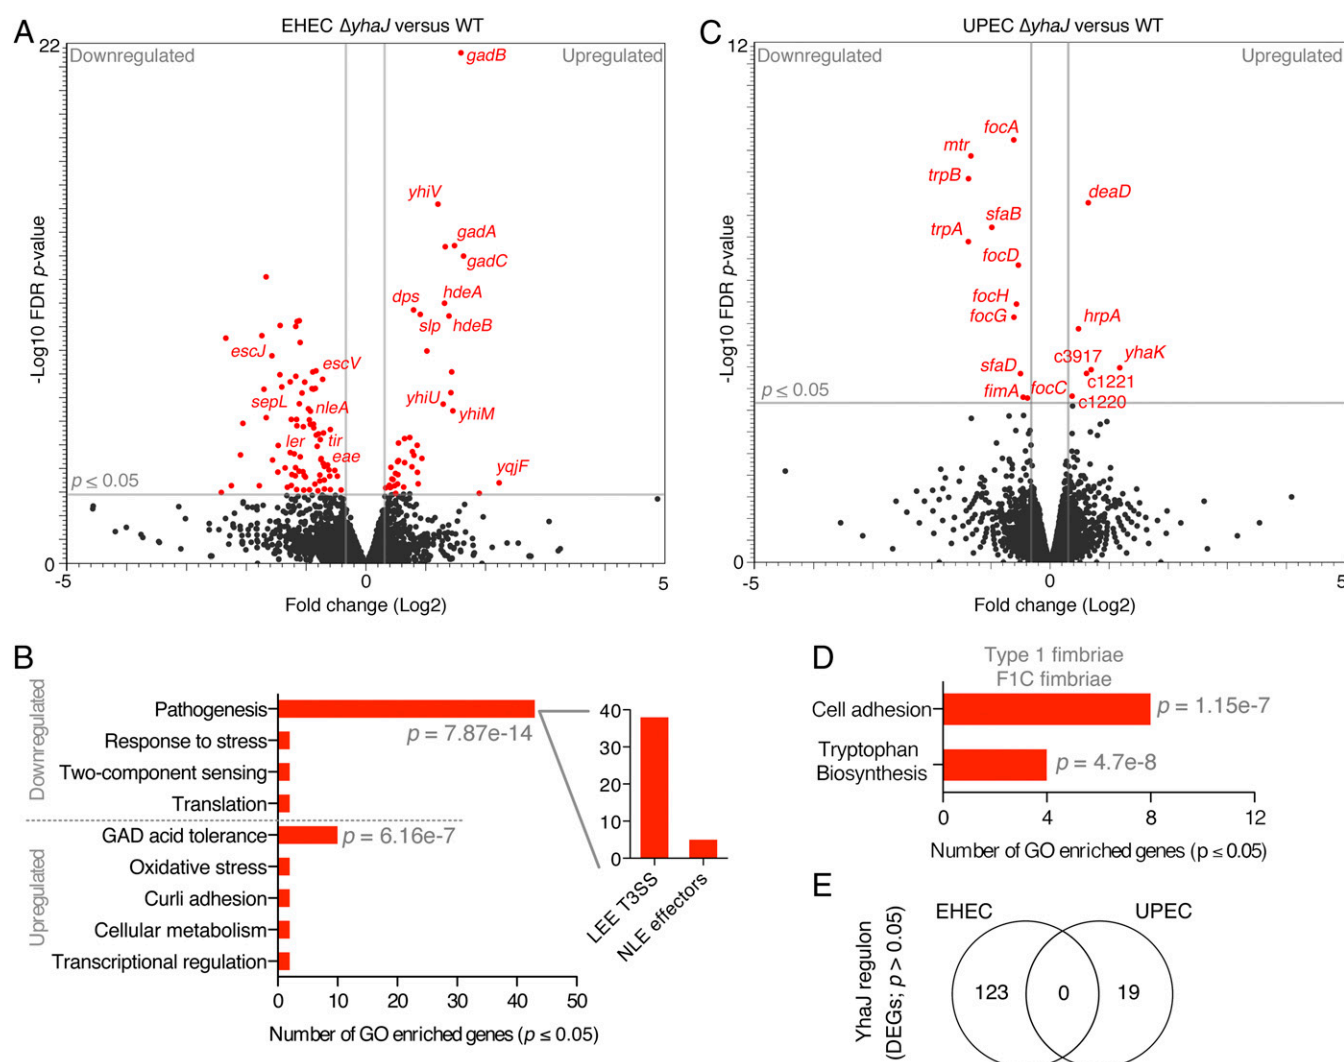 A
EHEC ΔyhaJ versus WT
22
Downregulated
Upregulated
gadB
yhiV
gadA
gadC
hdeA
dps
slp
hdeB
escJ
escV
yhiU
yhiM
sepL
nleA
ler
tir
eae
yqjF
p ≤ 0.05
-Log10 FDR p-value
0
-5
0
5
Fold change (Log2)
C
UPEC ΔyhaJ versus WT
12
Downregulated
Upregulated
focA
mtr
trpB
deaD
sfaB
trpA
focD
focH
focG
hrpA
c3917
yhaK
sfaD
c1221
fimA
focC
c1220
p ≤ 0.05
-Log10 FDR p-value
0
-5
0
5
Fold change (Log2)
B
Downregulated
Pathogenesis
p = 7.87e-14
Response to stress
Two-component sensing
Translation
Upregulated
GAD acid tolerance
p = 6.16e-7
Oxidative stress
Curli adhesion
Cellular metabolism
Transcriptional regulation
0
10
20
30
40
50
Number of GO enriched genes (p ≤ 0.05)
40
30
20
10
0
LEE T3SS
NLE effectors
D
Type 1 fimbriae
F1C fimbriae
Cell adhesion
p = 1.15e-7
Tryptophan
Biosynthesis
p = 4.7e-8
0
4
8
12
Number of GO enriched genes (p ≤ 0.05)
E
EHEC
UPEC
YhaJ regulon
(DEGs; p > 0.05)
123
0
19